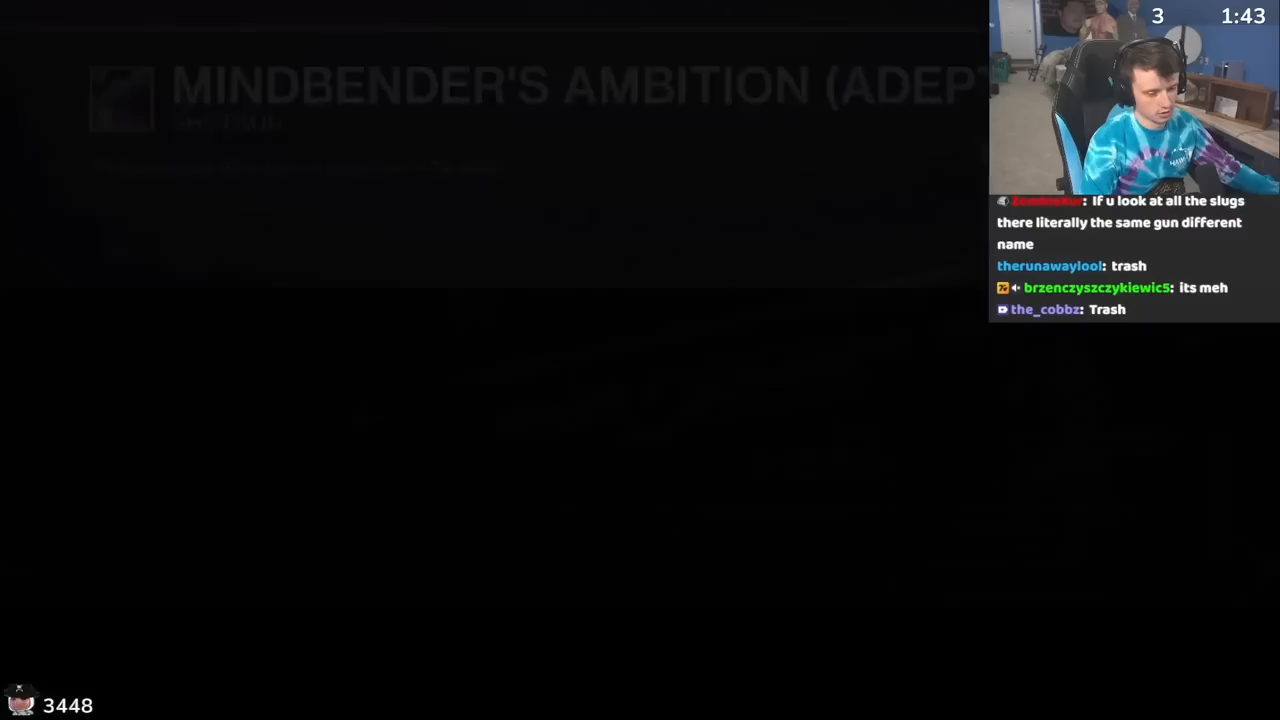 3 1:43
MINDBENDER'S AMBITION (ADEPT
: If u look at all the slugs
there literally the same gun different
name
therunawaylool: trash
brzenczyszczykiewic5: its meh
the_cobbz: Trash
3448